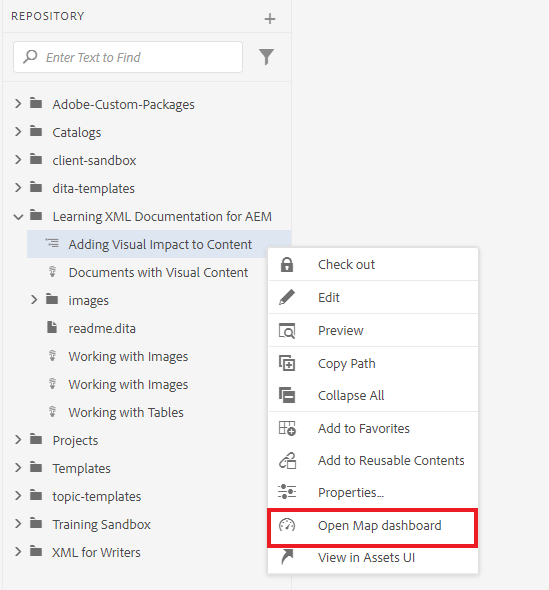 REPOSITORY
Enter Text to Find
Adobe-Custom-Packages
Catalogs
client-sandbox
dita-templates
Learning XML Documentation for AEM
Adding Visual Impact to Content
Documents with Visual Content
images
readme.dita
Working with Images
Working with Images
Working with Tables
Projects
Templates
topic-templates
Training Sandbox
XML for Writers
Check out
Edit
Preview
Copy Path
Collapse All
Add to Favorites
Add to Reusable Contents
Properties...
Open Map dashboard
View in Assets UI